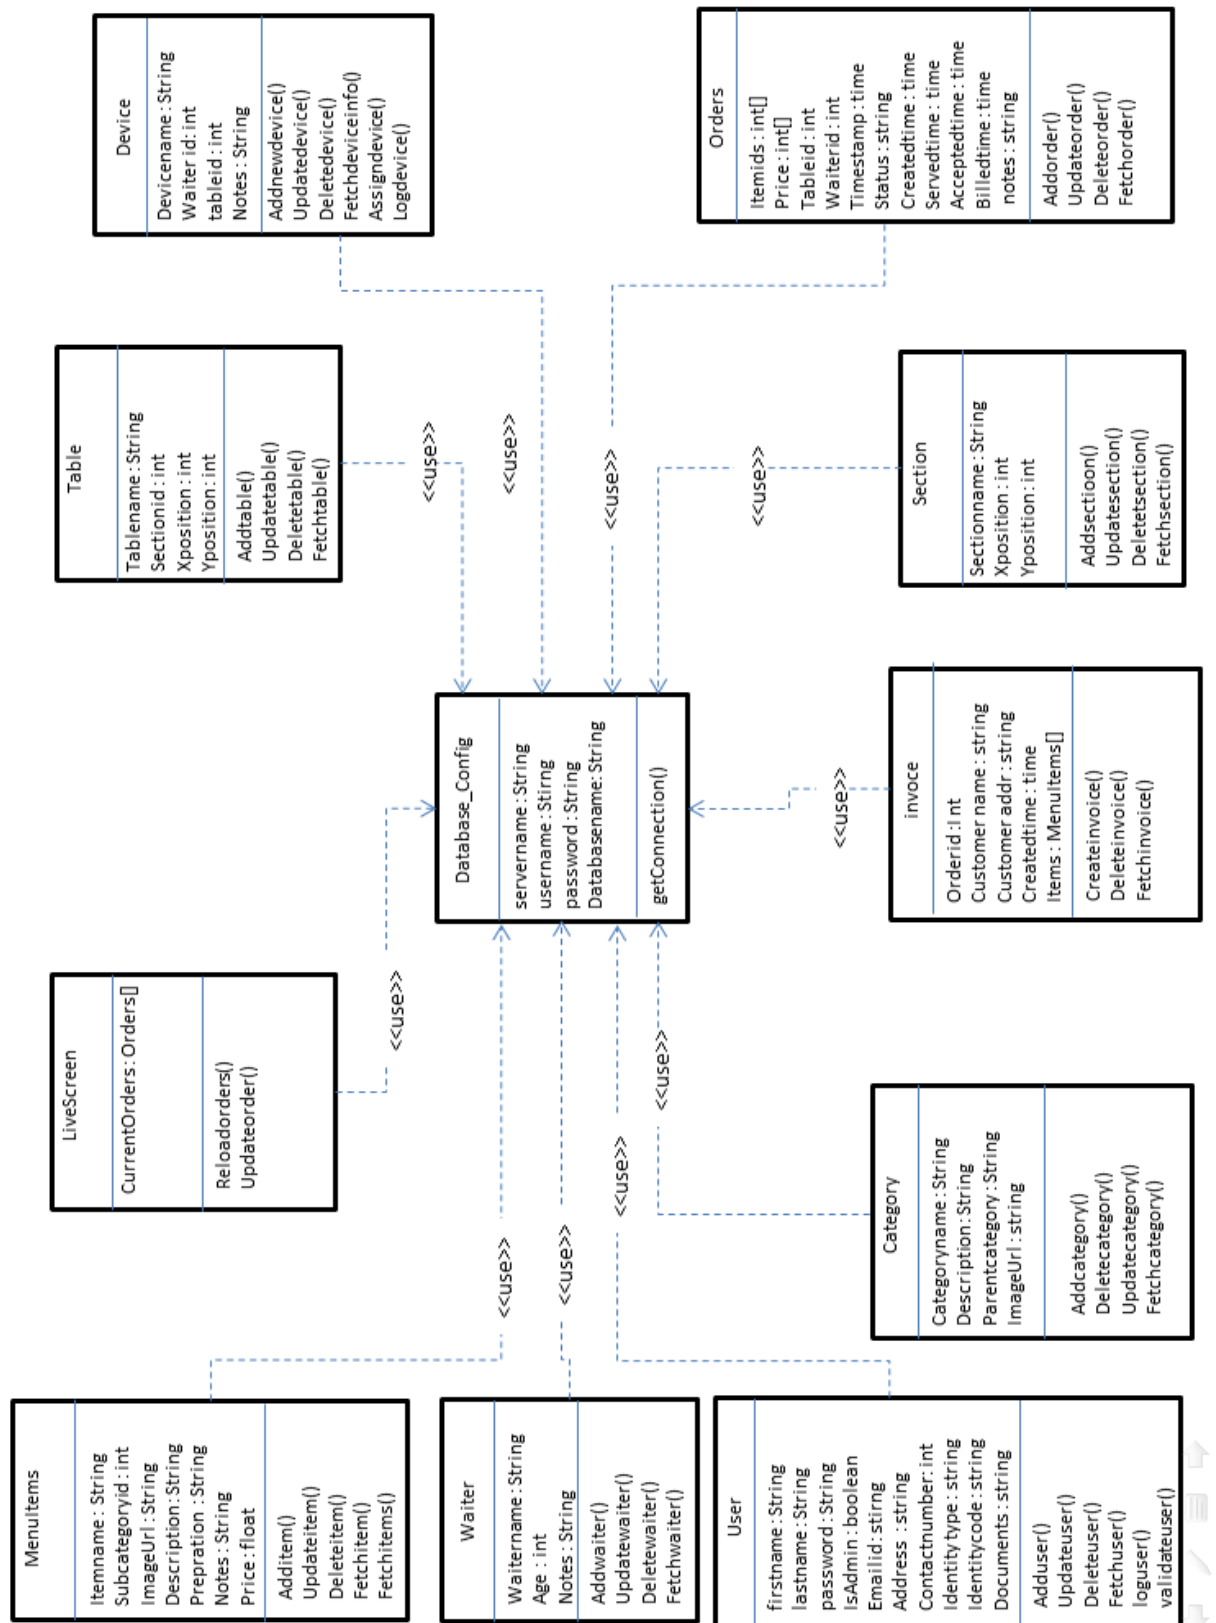 MenuItems
Itemname : String
Subcategoryid : int
ImageUrl : String
Description : String
Prepration : String
Notes : String
Price : float
Additem()
Updateitem()
Deleteitem()
Fetchitem()
Fetchitems()
LiveScreen
CurrentOrders : Orders[]
Reloadorders()
Updateorder()
Table
Tablename : String
Sectionid : int
Xposition : int
Yposition : int
Addtable()
Updatetable()
Deletetable()
Fetchtable()
Device
Devicename : String
Waiter id : int
tableid : int
Notes : String
Addnewdevice()
Updatedevice()
Deletedevice()
Fetchdeviceinfo()
Assigndevice()
Logdevice()
<<use>>
<<use>>
<<use>>
<<use>>
Waiter
Waitername : String
Age : int
Notes : String
Addwaiter()
Updatewaiter()
Deletewaiter()
Fetchwaiter()
<<use>>
Database_Config
servername : String
username : Stirng
password : String
Databasename : String
getConnection()
<<use>>
<<use>>
<<use>>
<<use>>
<<use>>
User
firstname : String
lastname : String
password : String
IsAdmin : boolean
Emailid : stirng
Address : string
Contactnumber : int
Identity type : string
Identitycode : string
Documents : string
Adduser()
Updateuser()
Deleteuser()
Fetchuser()
loguser()
validateuser()
Category
Categoryname : String
Description : String
Parentcategory : String
ImageUrl : string
Addcategory()
Deletecategory()
Updatecategory()
Fetchcategory()
invoce
Orderid : Int
Customer name : string
Customer addr : string
Createdtime : time
Items : MenuItems[]
Createinvoice()
Deleteinvoice()
Fetchinvoice()
Section
Sectionname : String
Xposition : int
Yposition : int
Addsectioon()
Updatesection()
Deletetsection()
Fetchsection()
Orders
Itemids : int[]
Price : int[]
Tableid : int
Waiterid : int
Timestamp : time
Status : string
Createdtime : time
Servedtime : time
Acceptedtime : time
Billedtime : time
notes : string
Addorder()
Updateorder()
Deleteorder()
Fetchorder()